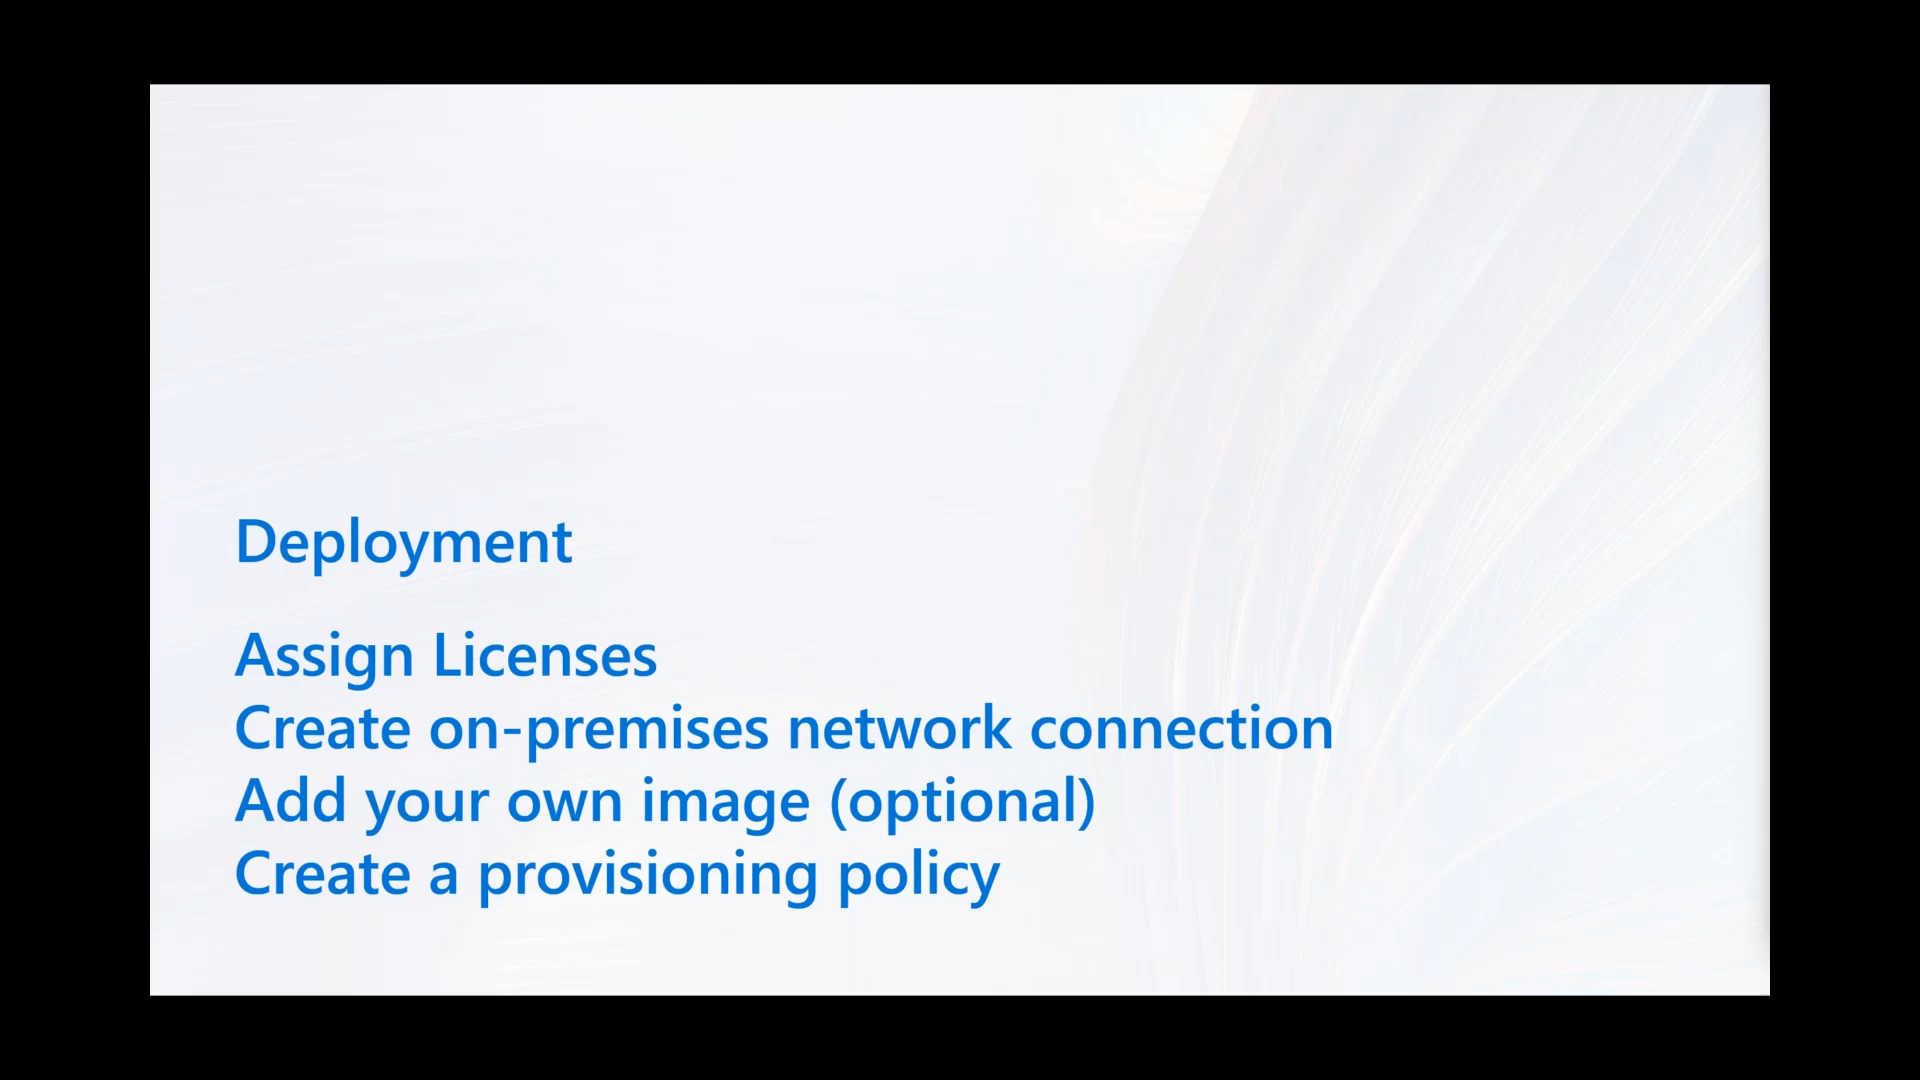 Deployment
Assign Licenses
Create on-premises network connection
Add your own image (optional)
Create a provisioning policy